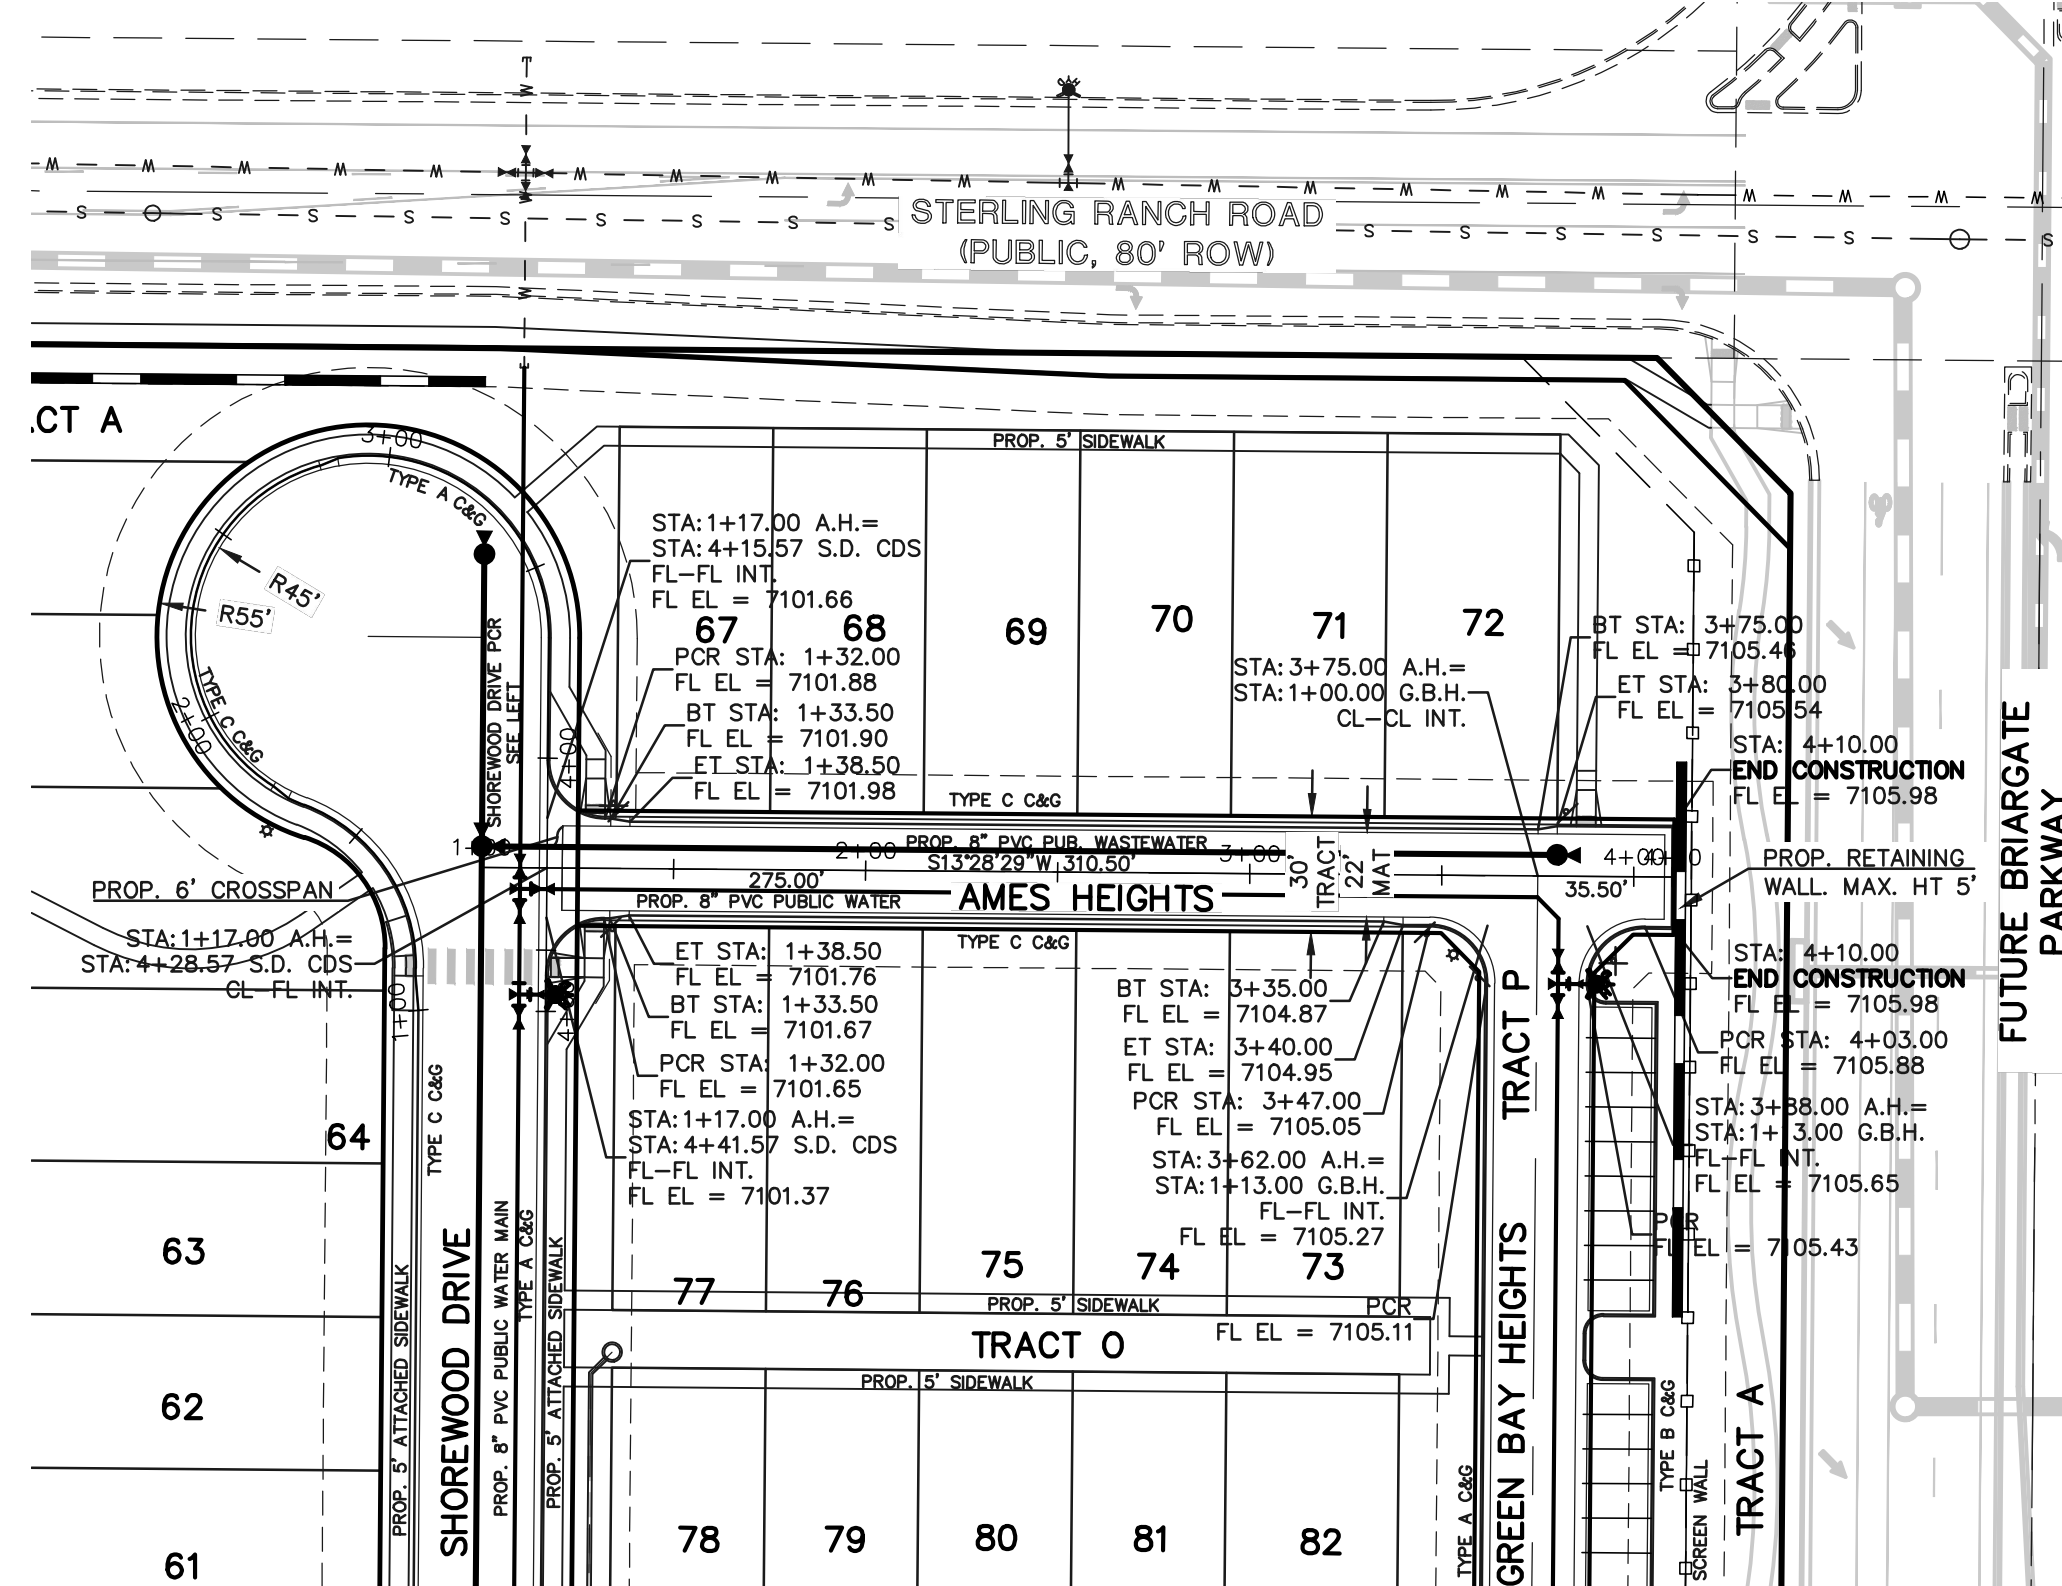 STERLING RANCH ROAD
(PUBLIC, 80' ROW)
CT A
3+00
PROP. 5' SIDEWALK
TYPE A C&G
R45'
R55'
TYPE C C&G
2+00
SHOREWOOD DRIVE PCR
SEE LEFT
4+00
STA:1+17.00 A.H.=
STA:4+15.57 S.D. CDS
FL-FL INT.
FL EL = 7101.66
67
68
69
70
71
72
PCR STA: 1+32.00
FL EL = 7101.88
BT STA: 1+33.50
FL EL = 7101.90
ET STA: 1+38.50
FL EL = 7101.98
STA:3+75.00 A.H.=
STA:1+00.00 G.B.H.
CL-CL INT.
BT STA: 3+75.00
FL EL = 7105.46
ET STA: 3+80.00
FL EL = 7105.54
STA: 4+10.00
END CONSTRUCTION
FL EL = 7105.98
TYPE C C&G
PROP. 8" PVC PUB. WASTEWATER
2+00
S13°28'29"W 310.50'
3+00
275.00'
PROP. 8" PVC PUBLIC WATER
AMES HEIGHTS
30'
TRACT
22'
MAT
4+00
35.50'
PROP. RETAINING
WALL. MAX. HT 5'
FUTURE BRIARGATE
PARKWAY
PROP. 6' CROSSPAN
STA:1+17.00 A.H.=
STA:4+28.57 S.D. CDS
CL-FL INT.
1+00
TYPE C C&G
ET STA: 1+38.50
FL EL = 7101.76
BT STA: 1+33.50
FL EL = 7101.67
PCR STA: 1+32.00
FL EL = 7101.65
STA:1+17.00 A.H.=
STA:4+41.57 S.D. CDS
FL-FL INT.
FL EL = 7101.37
BT STA: 3+35.00
FL EL = 7104.87
ET STA: 3+40.00
FL EL = 7104.95
PCR STA: 3+47.00
FL EL = 7105.05
STA:3+62.00 A.H.=
STA:1+13.00 G.B.H.
FL-FL INT.
FL EL = 7105.27
TRACT P
STA: 4+10.00
END CONSTRUCTION
FL EL = 7105.98
PCR STA: 4+03.00
FL EL = 7105.88
STA:3+88.00 A.H.=
STA:1+13.00 G.B.H.
FL-FL INT.
FL EL = 7105.65
PCR
FL EL = 7105.43
64
63
62
61
TYPE C C&G
77
76
75
74
73
PROP. 5' SIDEWALK
PCR
FL EL = 7105.11
TRACT O
PROP. 5' SIDEWALK
78
79
80
81
82
PROP. 5' ATTACHED SIDEWALK
SHOREWOOD DRIVE
PROP. 8" PVC PUBLIC WATER MAIN
TYPE A C&G
PROP. 5' ATTACHED SIDEWALK
TYPE A C&G
GREEN BAY HEIGHTS
TYPE B C&G
SCREEN WALL
TRACT A